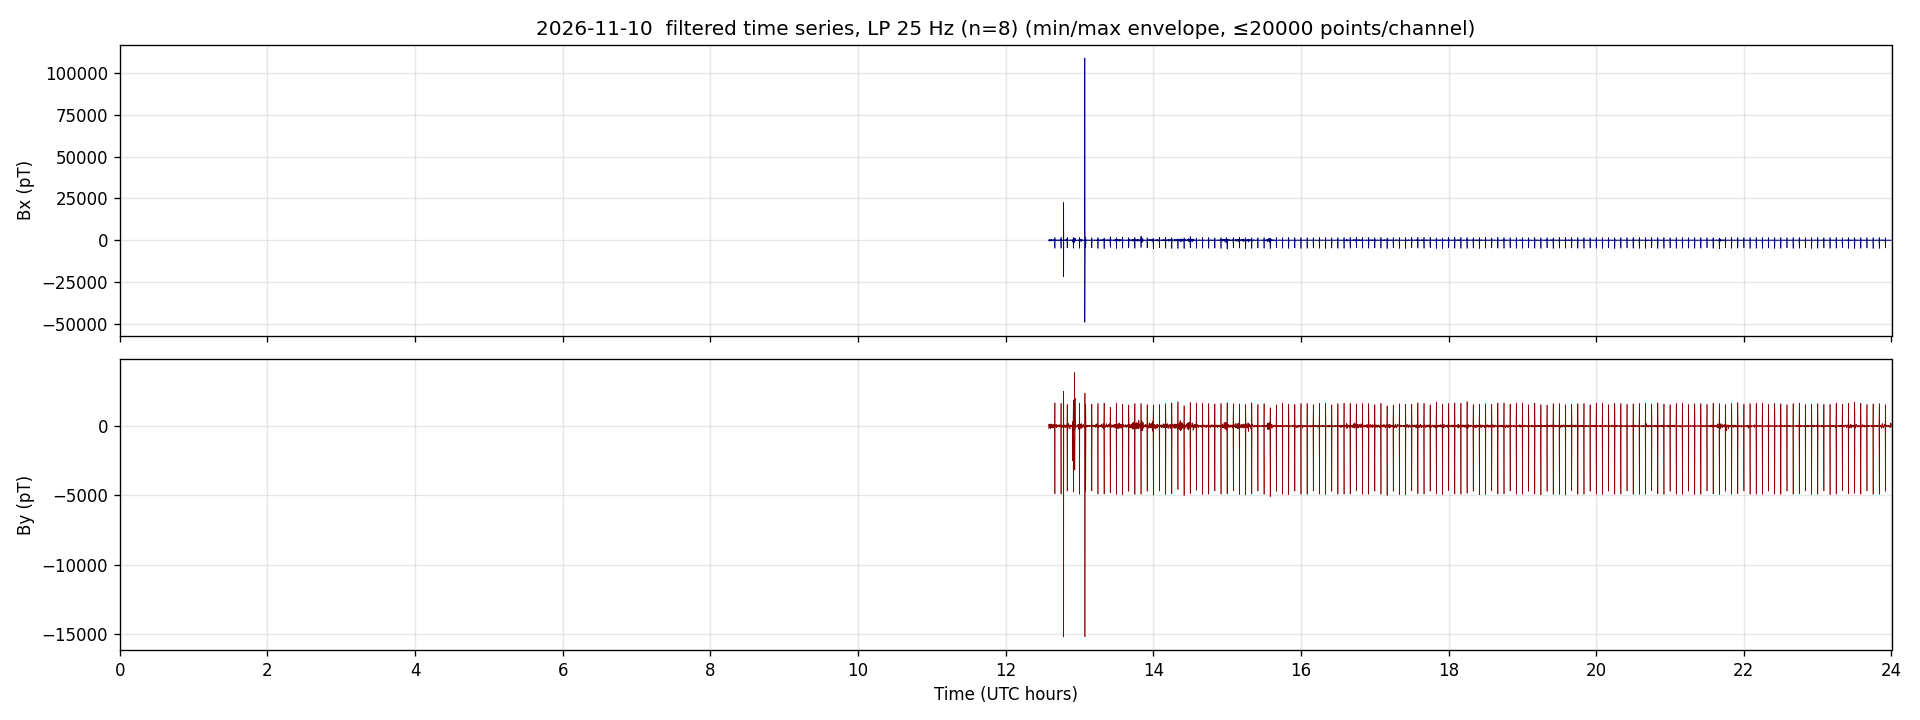 2026-11-10  filtered time series, LP 25 Hz (n=8) (min/max envelope, ≤20000 points/channel)
100000
75000
50000
25000
0
−25000
−50000
Bx (pT)
0
−5000
−10000
−15000
By (pT)
0 2 4 6 8 10 12 14 16 18 20 22 24
Time (UTC hours)